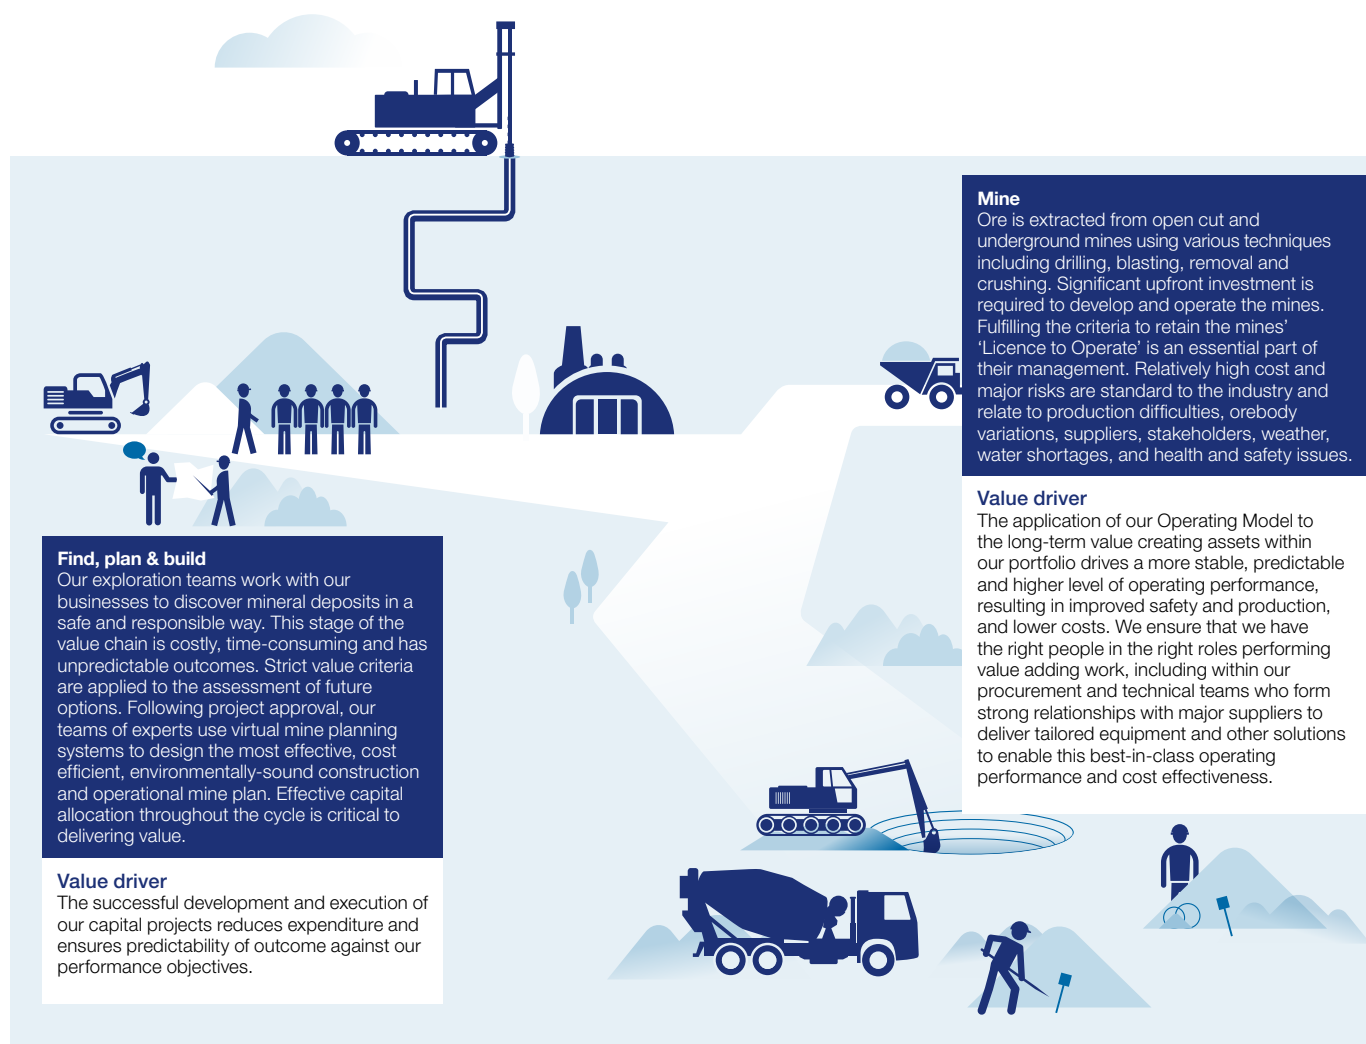 Find, plan & build
Our exploration teams work with our
businesses to discover mineral deposits in a
safe and responsible way. This stage of the
value chain is costly, time-consuming and has
unpredictable outcomes. Strict value criteria
are applied to the assessment of future
options. Following project approval, our
teams of experts use virtual mine planning
systems to design the most effective, cost
efficient, environmentally-sound construction
and operational mine plan. Effective capital
allocation throughout the cycle is critical to
delivering value.
Value driver
The successful development and execution of
our capital projects reduces expenditure and
ensures predictability of outcome against our
performance objectives.
Mine
Ore is extracted from open cut and
underground mines using various techniques
including drilling, blasting, removal and
crushing. Significant upfront investment is
required to develop and operate the mines.
Fulfilling the criteria to retain the mines’
‘Licence to Operate’ is an essential part of
their management. Relatively high cost and
major risks are standard to the industry and
relate to production difficulties, orebody
variations, suppliers, stakeholders, weather,
water shortages, and health and safety issues.
Value driver
The application of our Operating Model to
the long-term value creating assets within
our portfolio drives a more stable, predictable
and higher level of operating performance,
resulting in improved safety and production,
and lower costs. We ensure that we have
the right people in the right roles performing
value adding work, including within our
procurement and technical teams who form
strong relationships with major suppliers to
deliver tailored equipment and other solutions
to enable this best-in-class operating
performance and cost effectiveness.